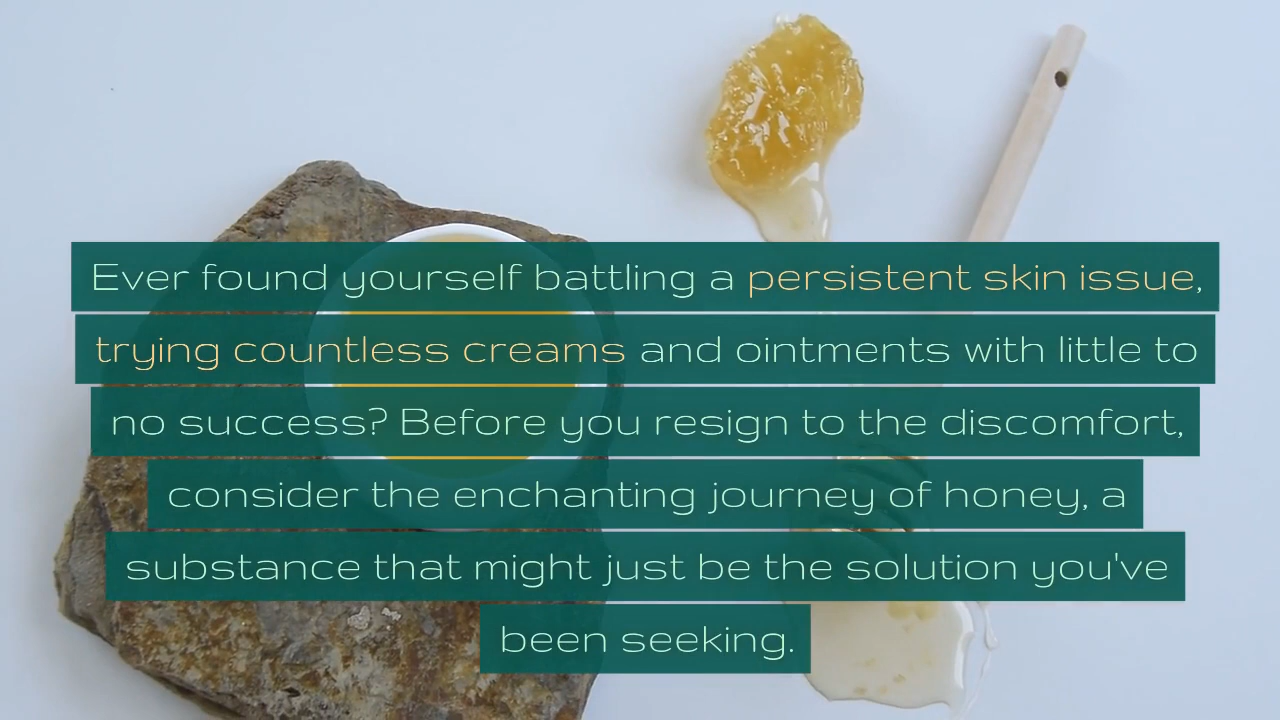 Ever found yourself battling a persistent skin issue,
trying countless creams and ointments with little to
no success? Before you resign to the discomfort,
consider the enchanting journey of honey, a
substance that might just be the solution you've
been seeking.